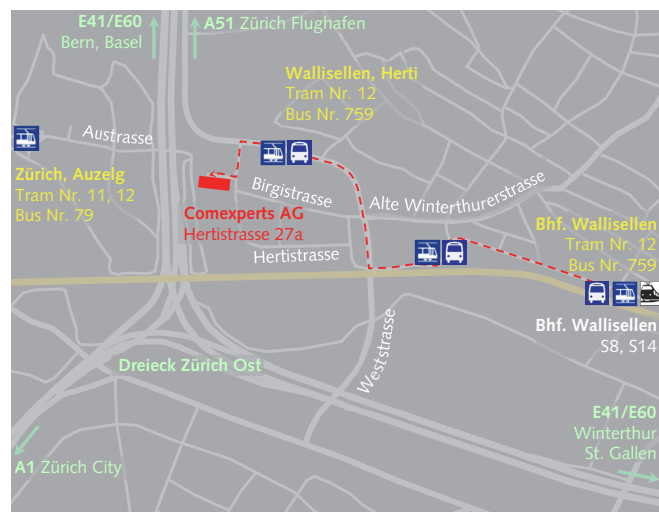 E41/E60
Bern, Basel
A51 Zürich Flughafen
Wallisellen, Herti
Tram Nr. 12
Bus Nr. 759
Austrasse
Zürich, Auzelg
Tram Nr. 11, 12
Bus Nr. 79
Birgistrasse
Alte Winterthurerstrasse
Comexperts AG
Hertistrasse 27a
Bhf. Wallisellen
Tram Nr. 12
Bus Nr. 759
Hertistrasse
Bhf. Wallisellen
S8, S14
Weststrasse
Dreieck Zürich Ost
E41/E60
Winterthur
St. Gallen
A1 Zürich City